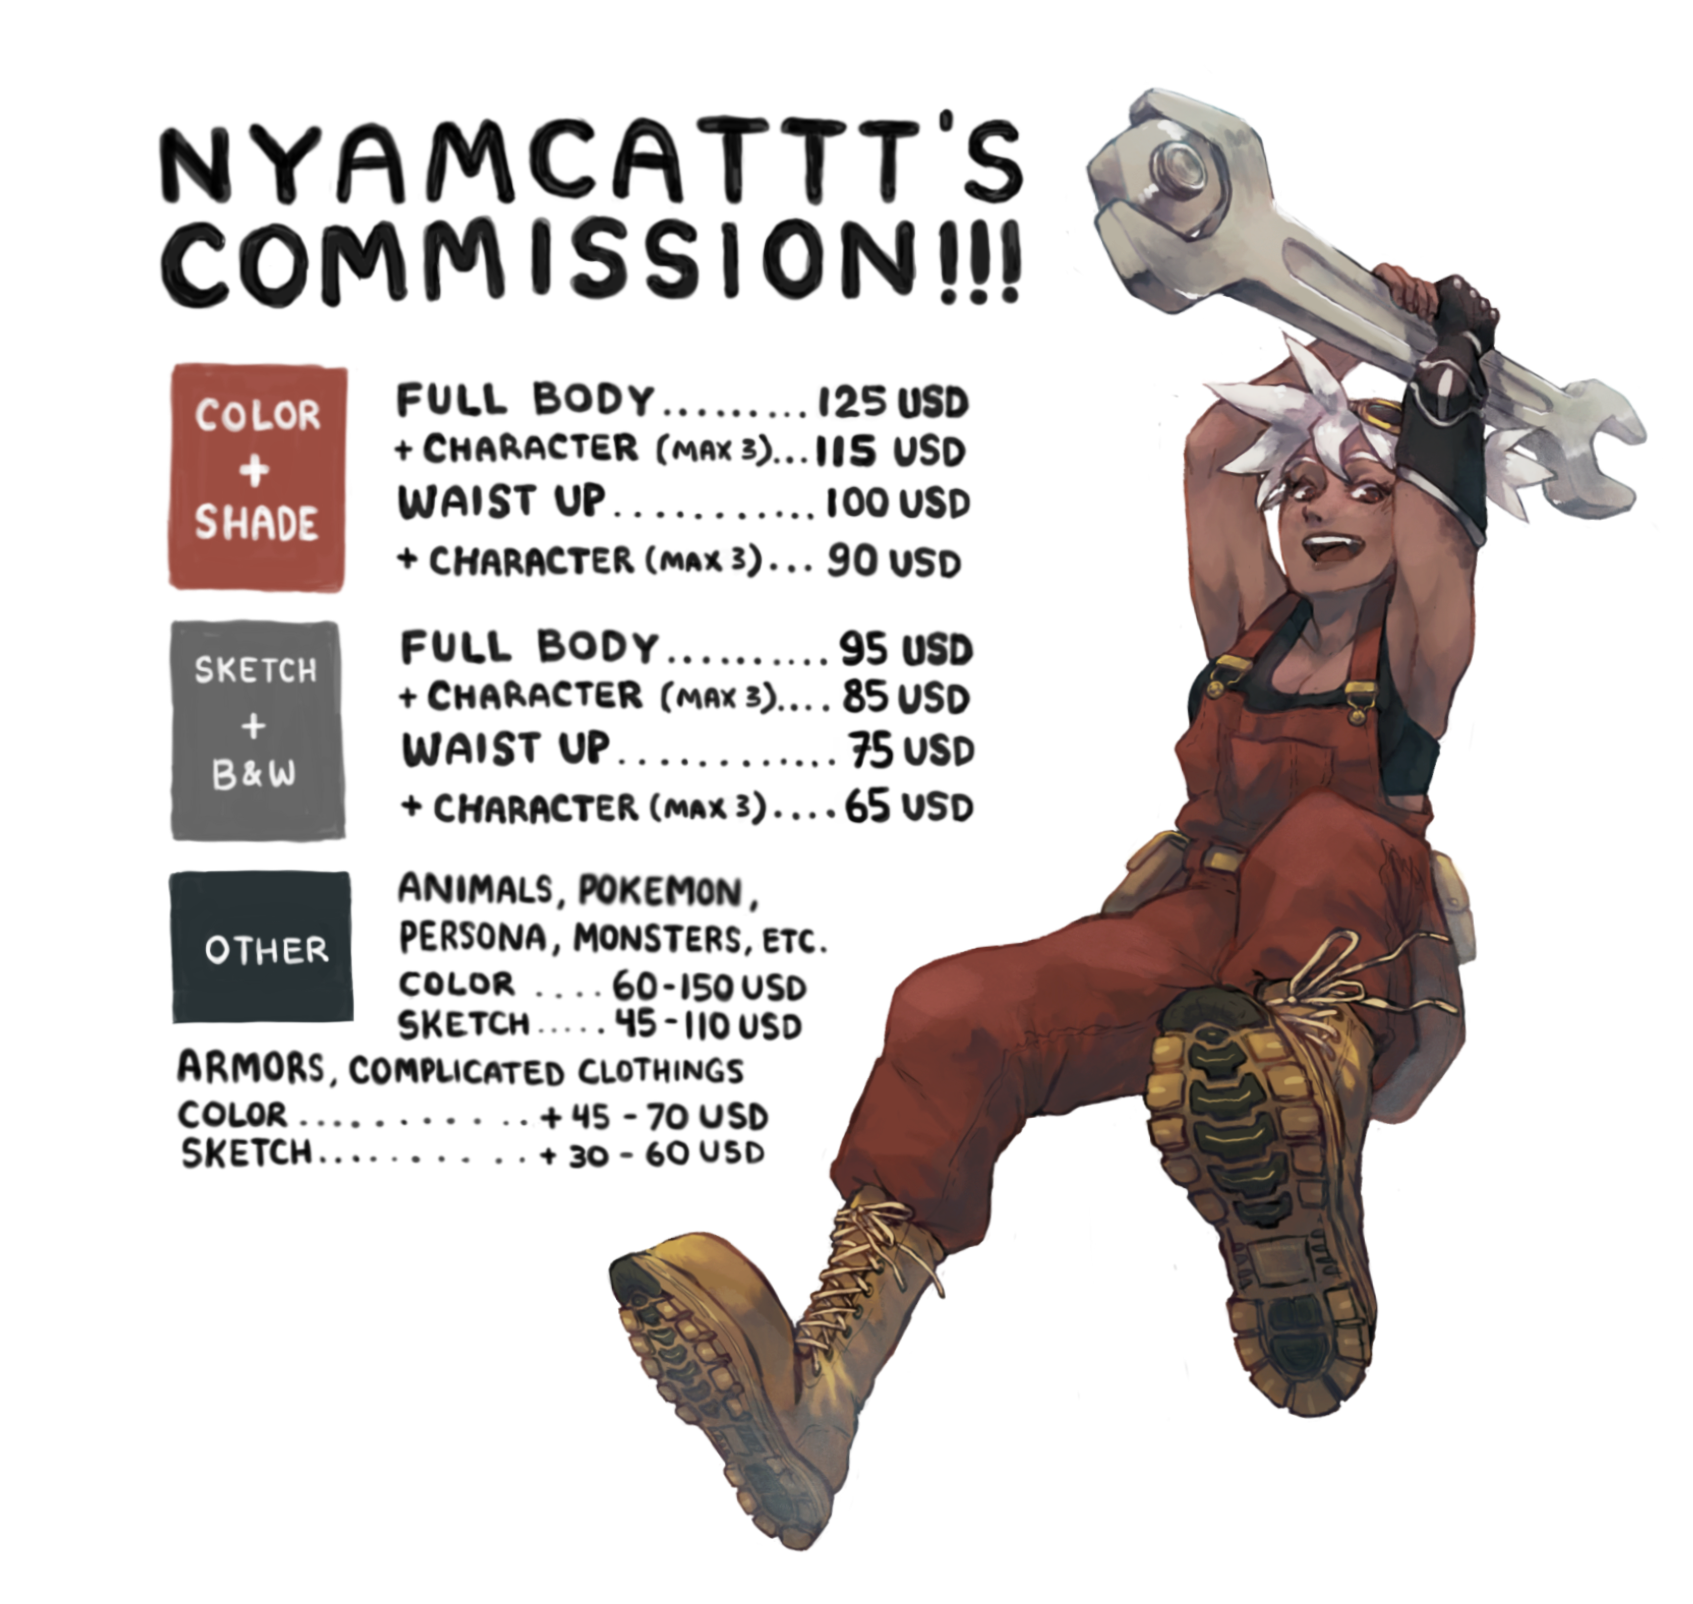 NYAMCATTT'S
COMMISSION!!!
COLOR
+
SHADE
FULL BODY.........125 USD
+ CHARACTER (MAX 3)...115 USD
WAIST UP...........100 USD
+ CHARACTER (MAX 3)... 90 USD
SKETCH
+
B&W
FULL BODY..........95 USD
+ CHARACTER (MAX 3).... 85 USD
WAIST UP............ 75 USD
+ CHARACTER (MAX 3)....65 USD
OTHER
ANIMALS, POKEMON,
PERSONA, MONSTERS, ETC.
COLOR .... 60-150 USD
SKETCH ..... 45-110 USD
ARMORS, COMPLICATED CLOTHINGS
COLOR ........... + 45 - 70 USD
SKETCH........... + 30 - 60 USD